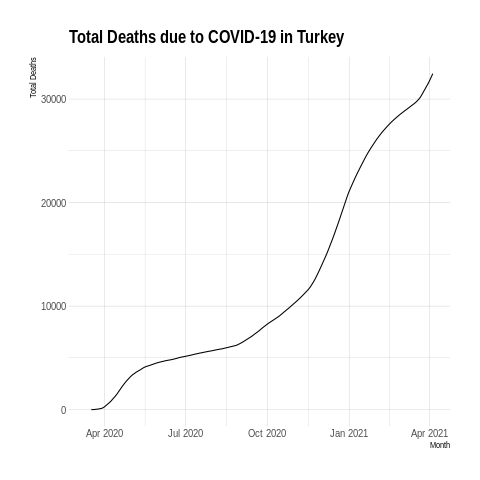 Total Deaths due to COVID-19 in Turkey
Total Deaths
30000
20000
10000
0
Apr 2020 Jul 2020 Oct 2020 Jan 2021 Apr 2021
Month